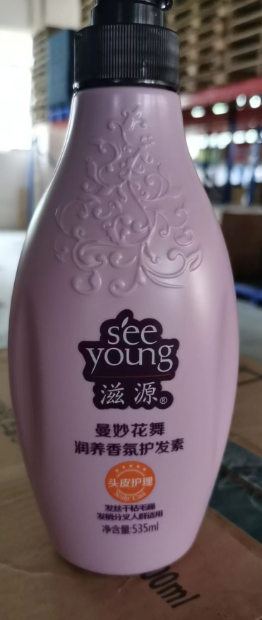 see
young
滋源®
曼妙花舞
润养香氛护发素
头皮护理
发丝干枯毛躁
发梢分叉人群适用
净含量:535ml
00ml